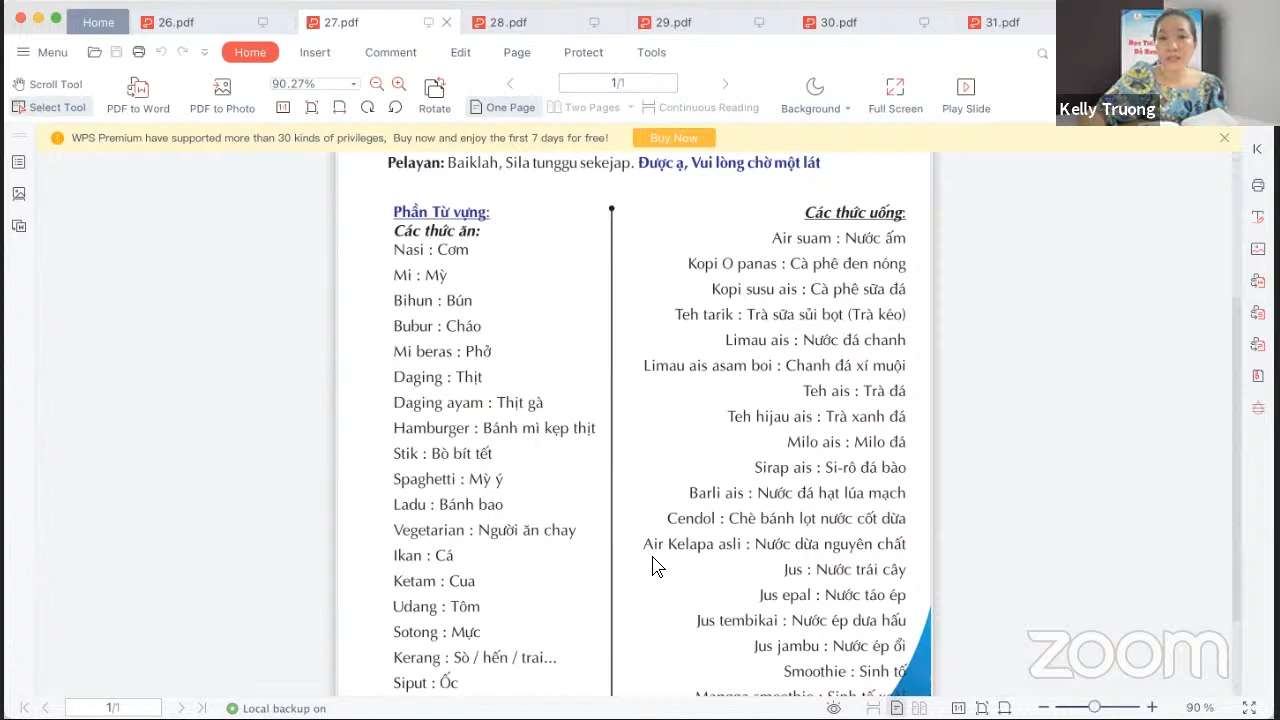 Home
26.pdf
27.pdf
28.pdf
29.pdf
30.pdf
31.pdf
Menu
Home
Insert
Comment
Edit
Page
Protect
Tools
Scroll Tool
Select Tool
PDF to Word
PDF to Photo
90.27%
Rotate
1/1
One Page
Two Pages
Continuous Reading
Background
Full Screen
Play Slide
Kelly Truong
WPS Premium have supported more than 30 kinds of privileges, Buy now and enjoy the first 7 days for free!
Buy Now
Pelayan: Baiklah, Sila tunggu sekejap. Được ạ, Vui lòng chờ một lát
Phần Từ vựng:
Các thức ăn:
Nasi : Cơm
Mi : Mỳ
Bihun : Bún
Bubur : Cháo
Mi beras : Phở
Daging : Thịt
Daging ayam : Thịt gà
Hamburger : Bánh mì kẹp thịt
Stik : Bò bít tết
Spaghetti : Mỳ ý
Ladu : Bánh bao
Vegetarian : Người ăn chay
Ikan : Cá
Ketam : Cua
Udang : Tôm
Sotong : Mực
Kerang : Sò / hến / trai...
Siput : Ốc
Các thức uống:
Air suam : Nước ấm
Kopi O panas : Cà phê đen nóng
Kopi susu ais : Cà phê sữa đá
Teh tarik : Trà sữa sủi bọt (Trà kéo)
Limau ais : Nước đá chanh
Limau ais asam boi : Chanh đá xí muội
Teh ais : Trà đá
Teh hijau ais : Trà xanh đá
Milo ais : Milo đá
Sirap ais : Si-rô đá bào
Barli ais : Nước đá hạt lúa mạch
Cendol : Chè bánh lọt nước cốt dừa
Air Kelapa asli : Nước dừa nguyên chất
Jus : Nước trái cây
Jus epal : Nước táo ép
Jus tembikai : Nước ép dưa hấu
Jus jambu : Nước ép ổi
Smoothie : Sinh tố
Mangga smoothie : Sinh tố xoài
zoom
1/1
Local backup on
90 %